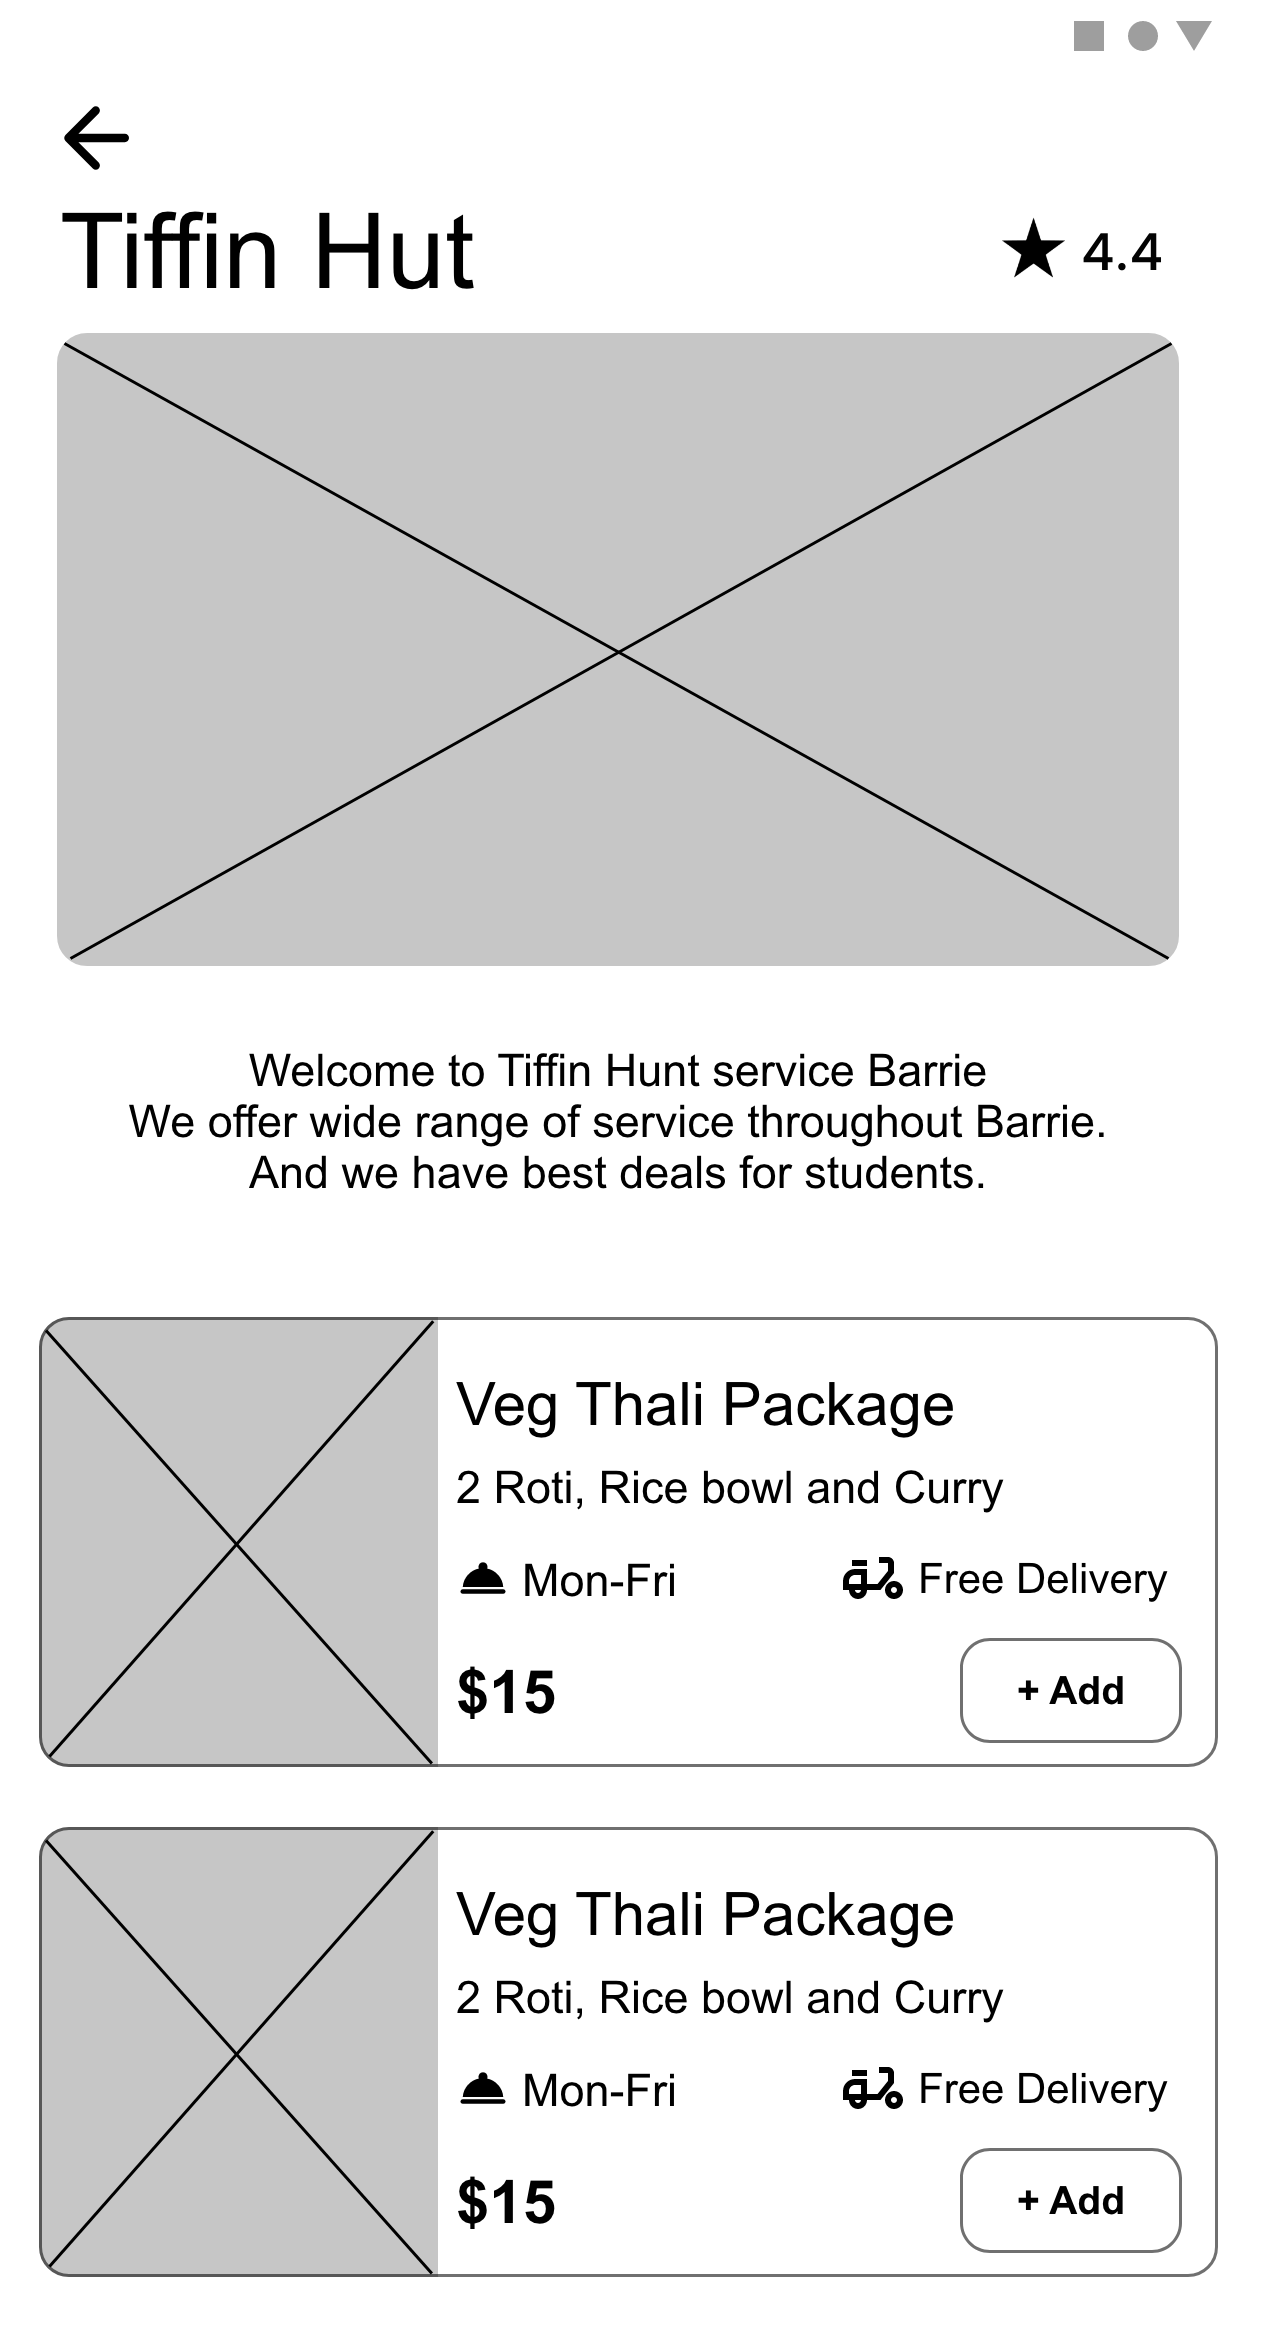 Tiffin Hut
4.4
Welcome to Tiffin Hunt service Barrie
We offer wide range of service throughout Barrie.
And we have best deals for students.
Veg Thali Package
2 Roti, Rice bowl and Curry
Mon-Fri
Free Delivery
$15
+ Add
Veg Thali Package
2 Roti, Rice bowl and Curry
Mon-Fri
Free Delivery
$15
+ Add